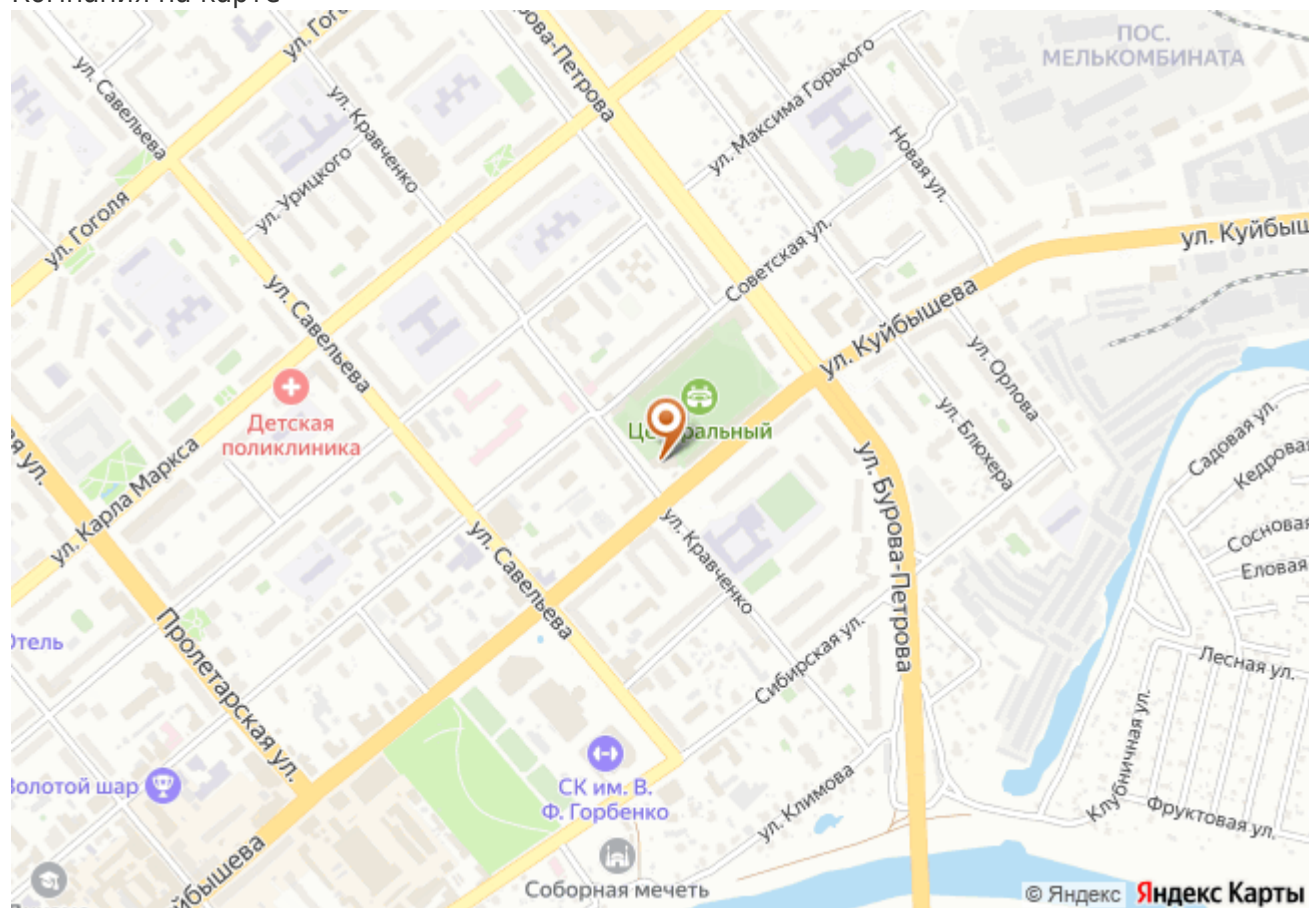 ПОС.
МЕЛЬКОМБИНАТА
ул. Савельева
ул. Гого
ова-Петрова
ул. Кравченко
ул. Максима Горького
Новая ул.
ул. Урицкого
ул. Гоголя
ул. Куйбыш
Советская ул.
ул. Савельева
ул. Куйбышева
ул. Орлова
Детская
поликлиника
ул. Блюхера
Садовая ул.
Кедровая
ая ул.
ул. Карла Маркса
ул. Бурова-Петрова
Сосновая
Еловая
ул. Савельева
ул. Кравченко
Отель
Пролетарская ул.
Сибирская ул.
Лесная ул.
Золотой шар
СК им. В.
Ф. Горбенко
ул. Климова
Клубничная ул.
Фруктовая ул.
йбышева
Соборная мечеть
© Яндекс Яндекс Карты